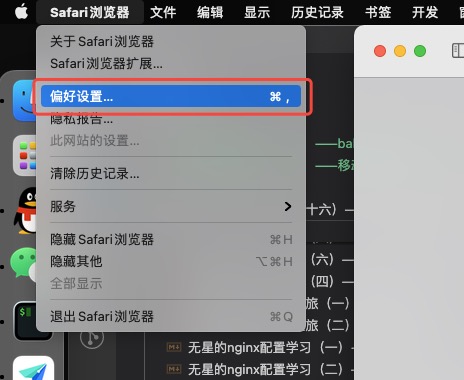 Safari浏览器 文件 编辑 显示 历史记录 书签 开发
关于 Safari浏览器
Safari浏览器扩展...
偏好设置... ⌘ ,
隐私报告...
此网站的设置...
清除历史记录...
服务
隐藏 Safari浏览器 ⌘H
隐藏其他 ⌥⌘H
全部显示
退出 Safari浏览器 ⌘Q
——ba
——移
十六）—
（六）—
（四）—
旅（一）
旅（二）
无星的nginx配置学习（一）-
无星的nginx配置学习（二）-
$